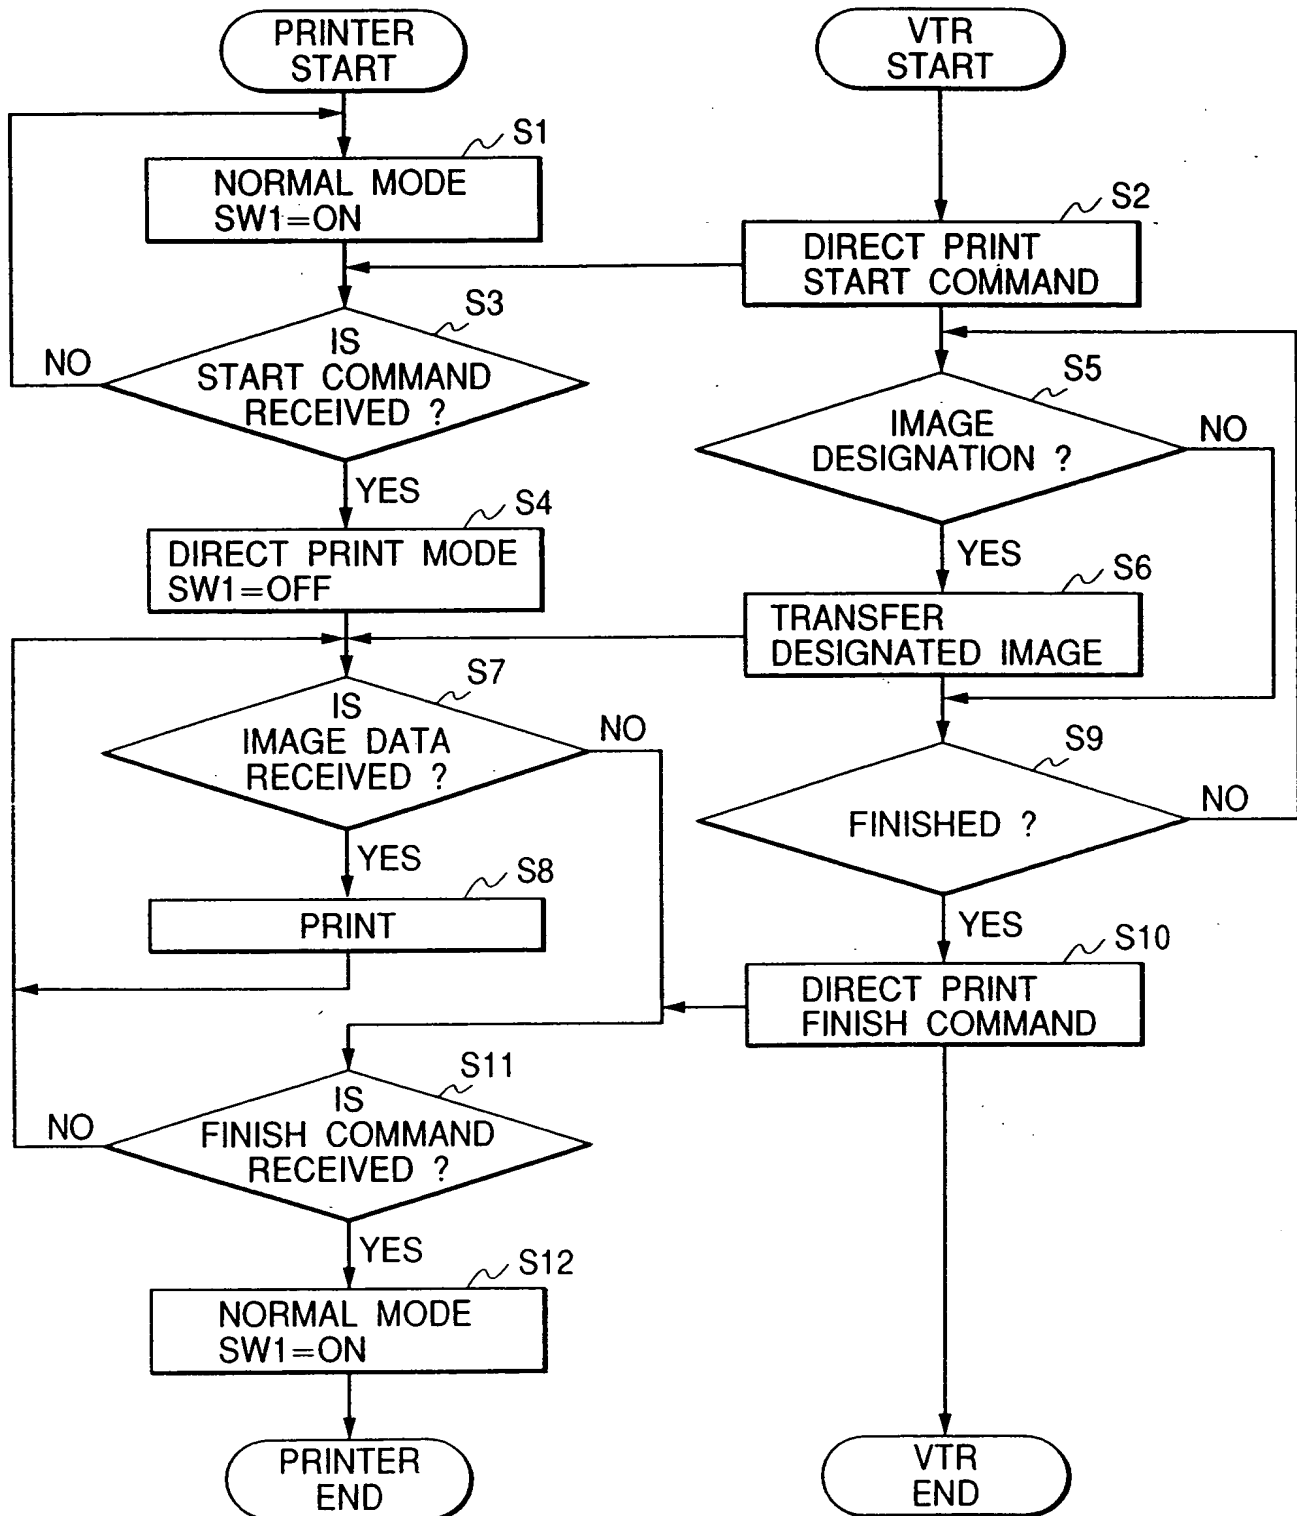 PRINTER
START
S1
NORMAL MODE
SW1=ON
S3
IS
START COMMAND
RECEIVED ?
NO
YES
S4
DIRECT PRINT MODE
SW1=OFF
S7
IS
IMAGE DATA
RECEIVED ?
NO
YES
S8
PRINT
S11
IS
FINISH COMMAND
RECEIVED ?
NO
YES
S12
NORMAL MODE
SW1=ON
PRINTER
END
VTR
START
S2
DIRECT PRINT
START COMMAND
S5
IMAGE
DESIGNATION ?
NO
YES
S6
TRANSFER
DESIGNATED IMAGE
S9
FINISHED ?
NO
YES
S10
DIRECT PRINT
FINISH COMMAND
VTR
END